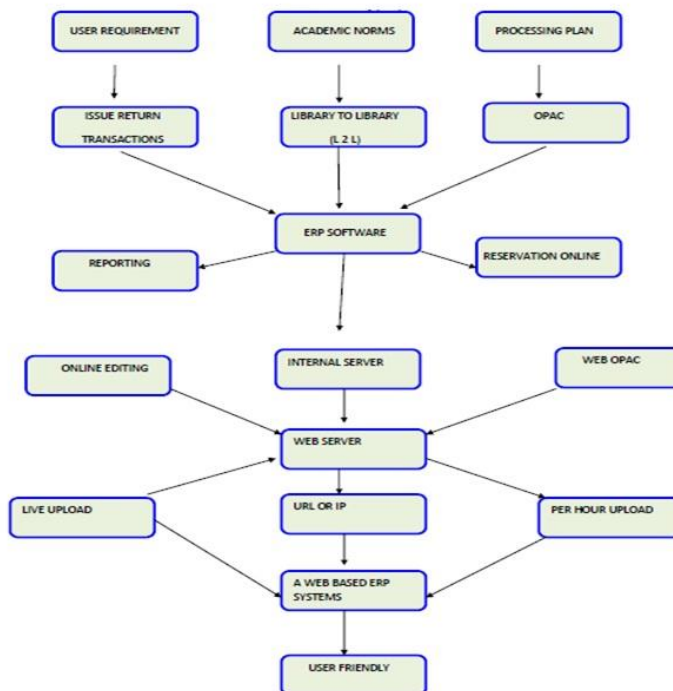 USER REQUIREMENT
ACADEMIC NORMS
PROCESSING PLAN
ISSUE RETURN
TRANSACTIONS
LIBRARY TO LIBRARY
(L 2 L)
OPAC
ERP SOFTWARE
REPORTING
RESERVATION ONLINE
ONLINE EDITING
INTERNAL SERVER
WEB OPAC
WEB SERVER
LIVE UPLOAD
URL OR IP
PER HOUR UPLOAD
A WEB BASED ERP
SYSTEMS
USER FRIENDLY